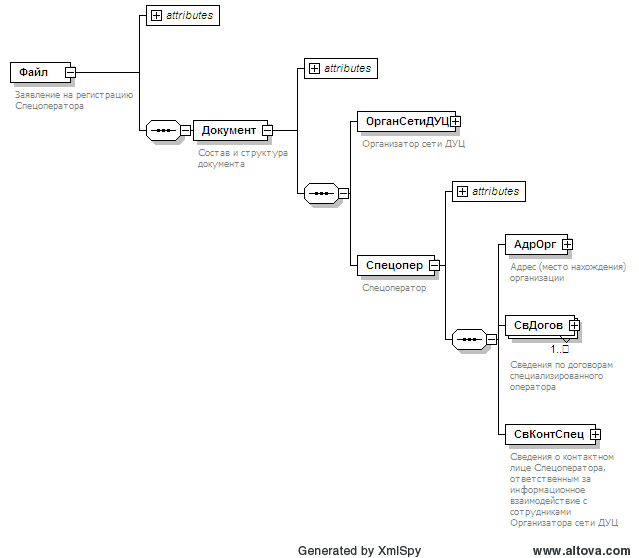 attributes
attributes
Файл
Заявление на регистрацию
Спецоператора
Документ
Состав и структура
документа
ОрганСетиДУЦ
Организатор сети ДУЦ
attributes
Спецопер
Спецоператор
АдрОрг
Адрес (место нахождения)
организации
СвДогов
1..
Сведения по договорам
специализированного
оператора
СвКонтСпец
Сведения о контактном
лице Спецоператора,
ответственным за
информационное
взаимодействие с
сотрудниками
Организатора сети ДУЦ
Generated by XmlSpy
www.altova.com